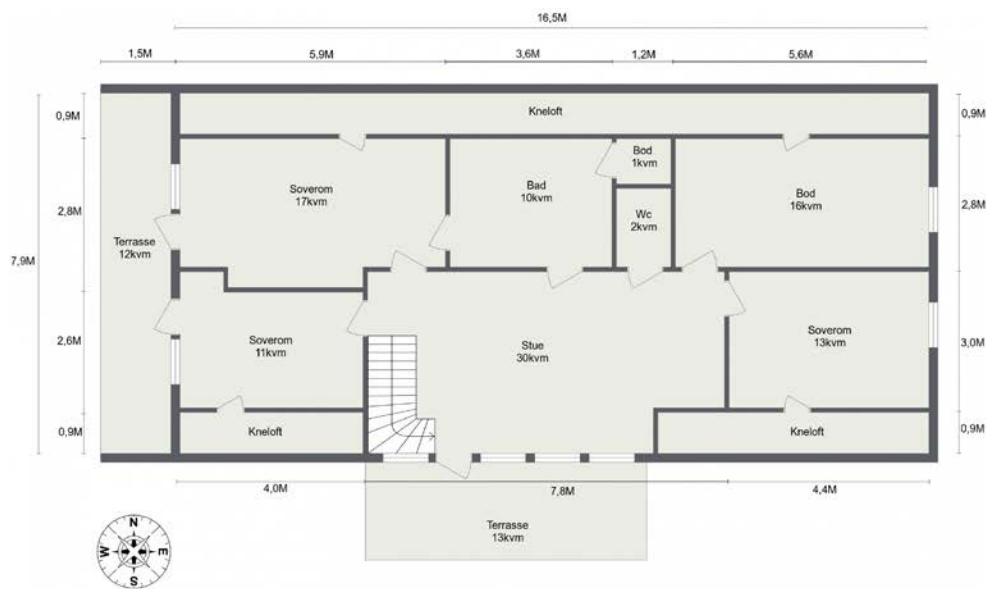 16,5M
1,5M
5,9M
3,6M
1,2M
5,6M
0,9M
Kneloft
0,9M
Bod
1kvm
Soverom
17kvm
Bad
10kvm
Bod
16kvm
2,8M
Wc
2kvm
2,8M
Terrasse
12kvm
7,9M
Soverom
11kvm
Stue
30kvm
Soverom
13kvm
2,6M
3,0M
0,9M
Kneloft
Kneloft
0,9M
4,0M
7,8M
4,4M
Terrasse
13kvm
N
W
E
S